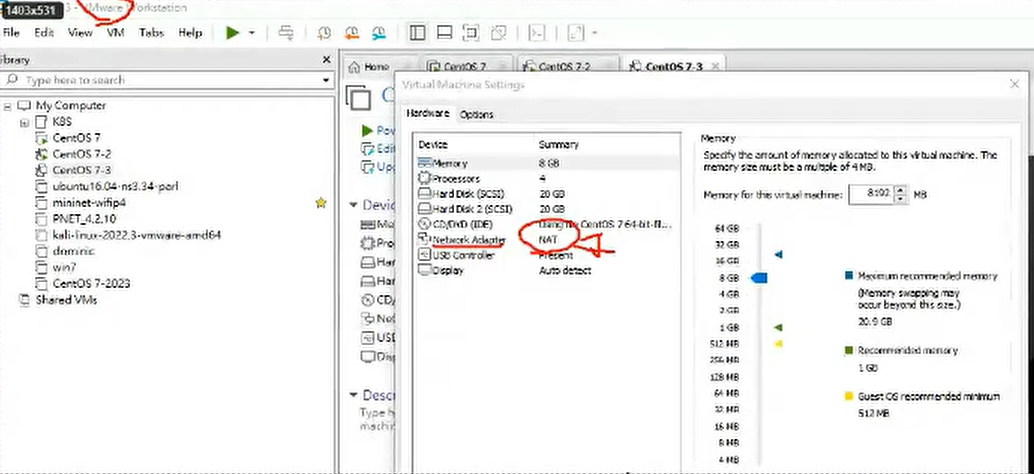 1403x531 3 - VMware Workstation
File Edit View VM Tabs Help
Library
Type here to search
My Computer
K8S
CentOS 7
CentOS 7-2
CentOS 7-3
ubuntu16.04-ns3.34-parl
mininet-wifip4
PNET_4.2.10
kali-linux-2022.3-vmware-amd64
dominic
win7
CentOS 7-2023
Shared VMs
Home CentOS 7 CentOS 7-2 CentOS 7-3
C
Pow
Edit
Upg
Devic
Me
Pro
Har
Har
CD/
Net
USB
Disp
Descr
Type h
machin
Virtual Machine Settings
Hardware Options
Device Summary
Memory 8 GB
Processors 4
Hard Disk (SCSI) 20 GB
Hard Disk 2 (SCSI) 20 GB
CD/DVD (IDE) Using file CentOS 7 64-bit-fl...
Network Adapter NAT
USB Controller Present
Display Auto detect
Memory
Specify the amount of memory allocated to this virtual machine. The
memory size must be a multiple of 4 MB.
Memory for this virtual machine: 8192 MB
64 GB
32 GB
16 GB
8 GB
4 GB
2 GB
1 GB
512 MB
256 MB
128 MB
64 MB
32 MB
16 MB
8 MB
4 MB
Maximum recommended memory
(Memory swapping may
occur beyond this size.)
20.9 GB
Recommended memory
1 GB
Guest OS recommended minimum
512 MB